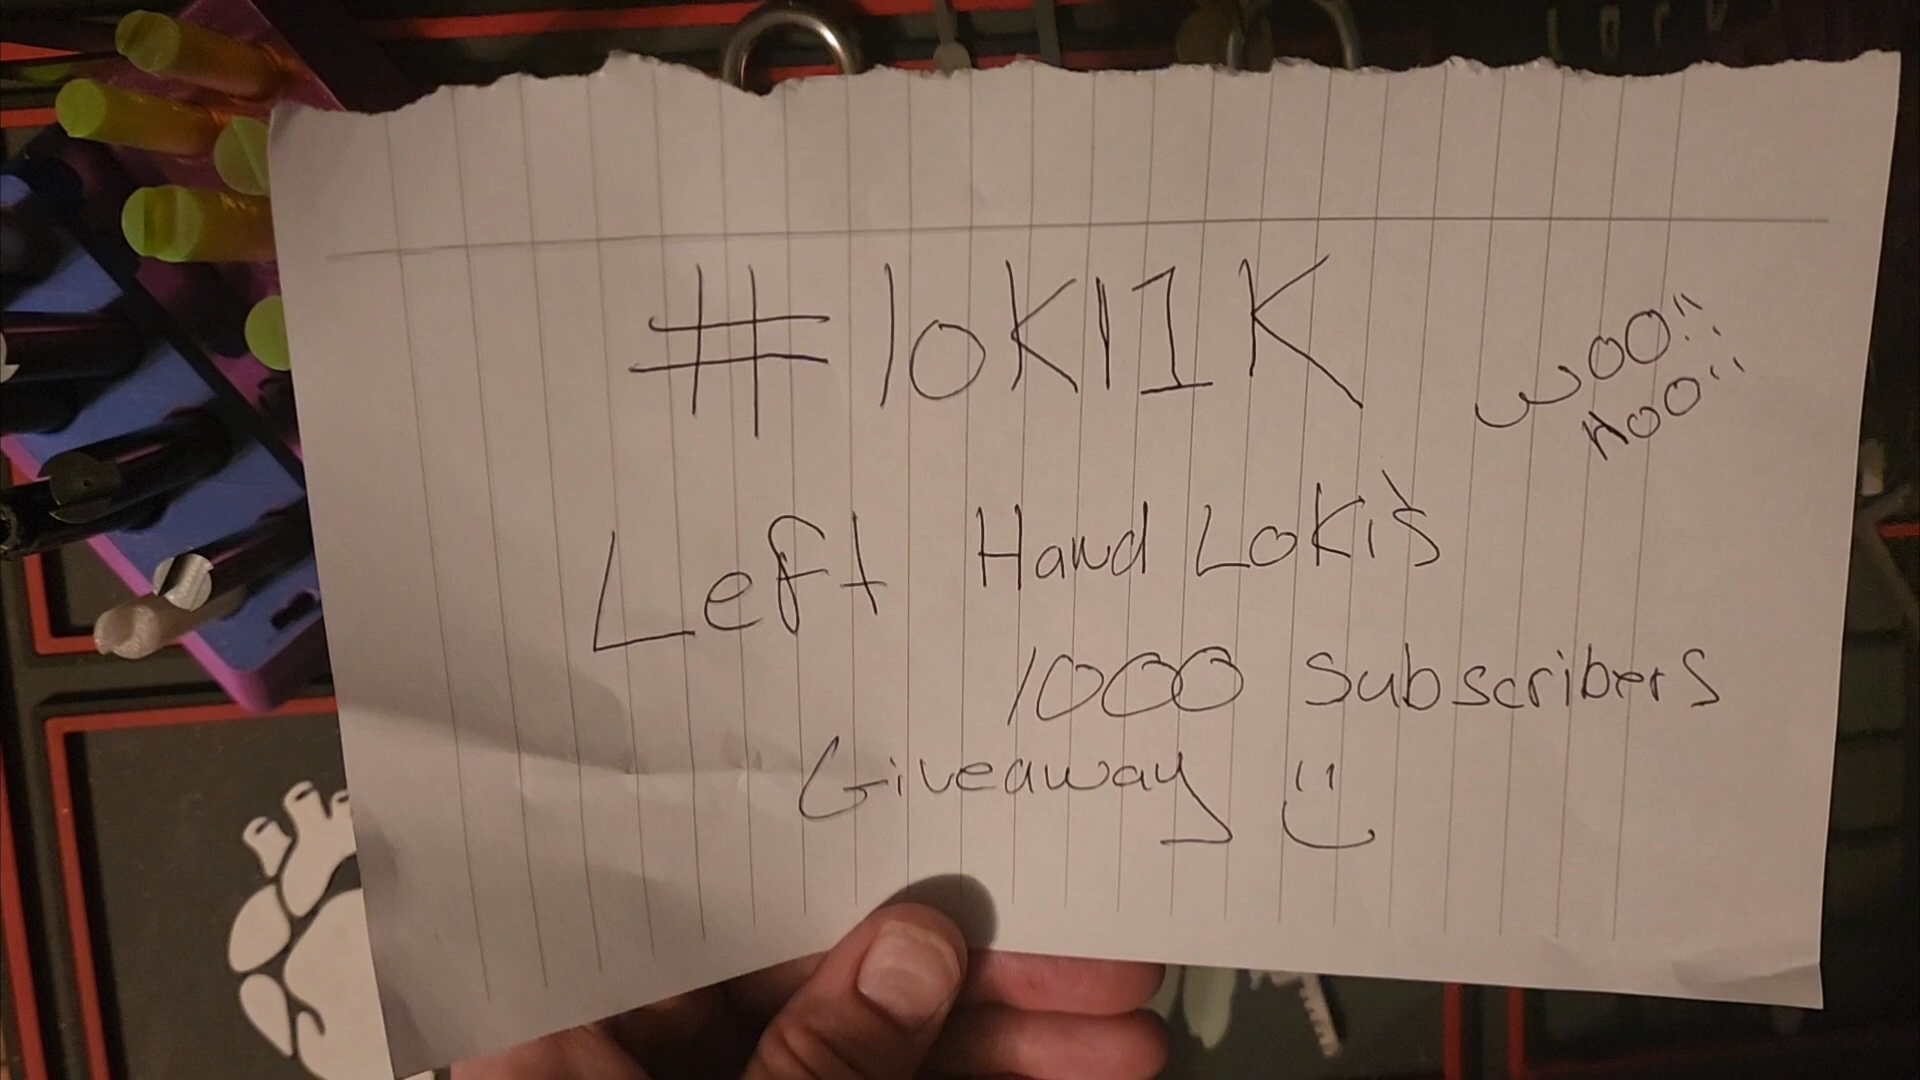 #loKI1K
woo!!
Hoo!!
Left Hand Loki's
1000 Subscribers
Giveaway :)